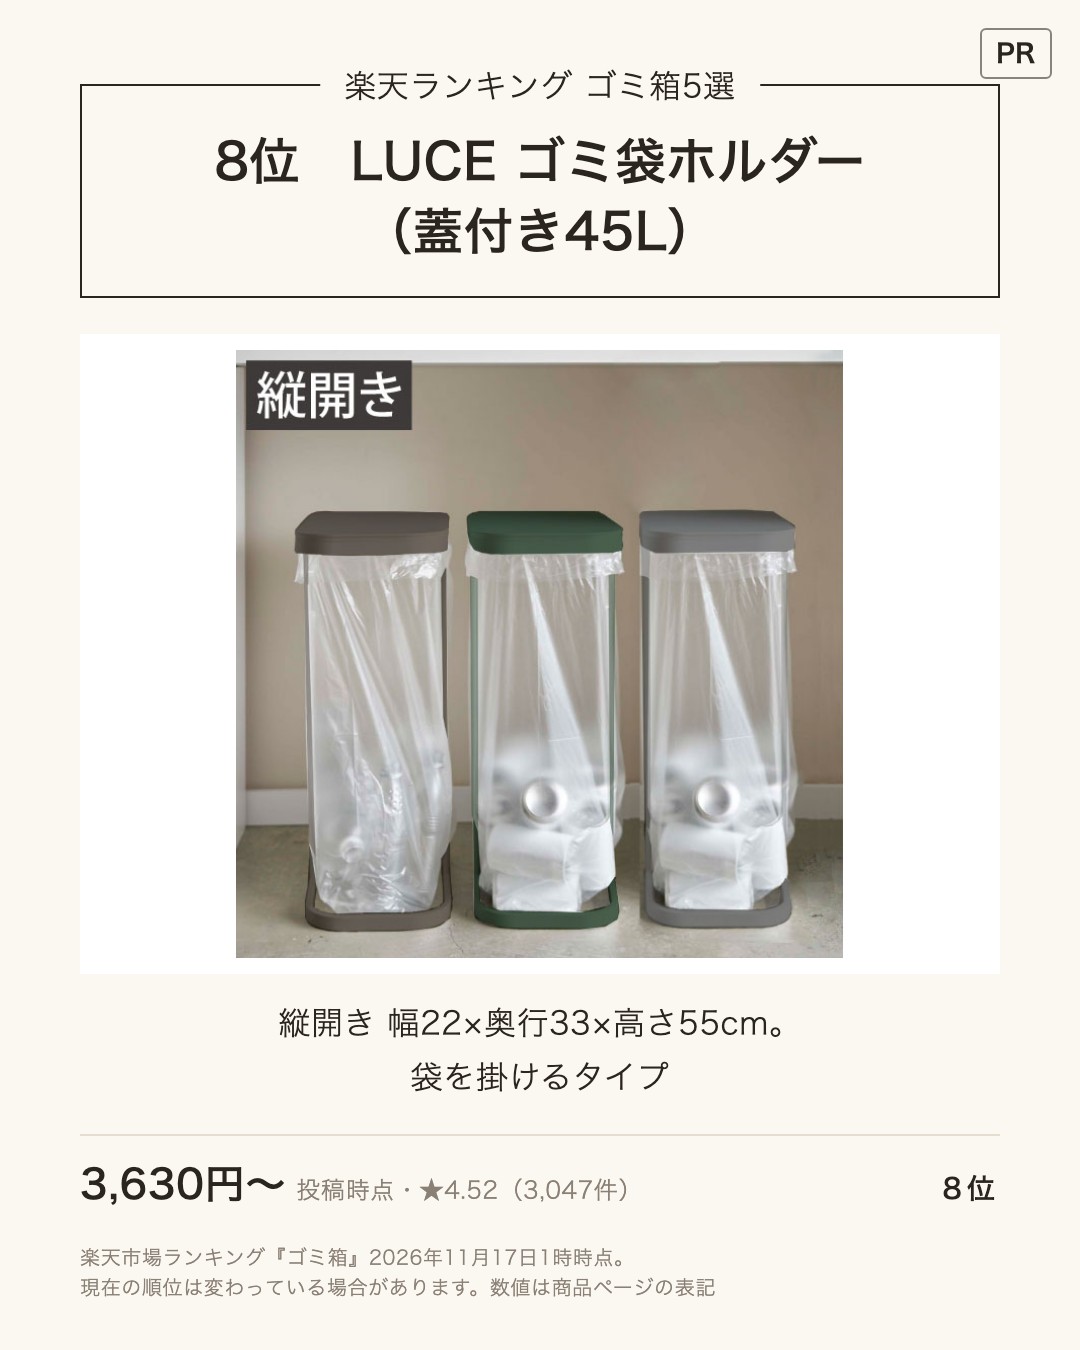 PR
楽天ランキング ゴミ箱5選
8位　LUCE ゴミ袋ホルダー
（蓋付き45L）
縦開き
縦開き 幅22×奥行33×高さ55cm。
袋を掛けるタイプ
3,630円〜 投稿時点・★4.52（3,047件）
8位
楽天市場ランキング『ゴミ箱』2026年11月17日1時時点。
現在の順位は変わっている場合があります。数値は商品ページの表記